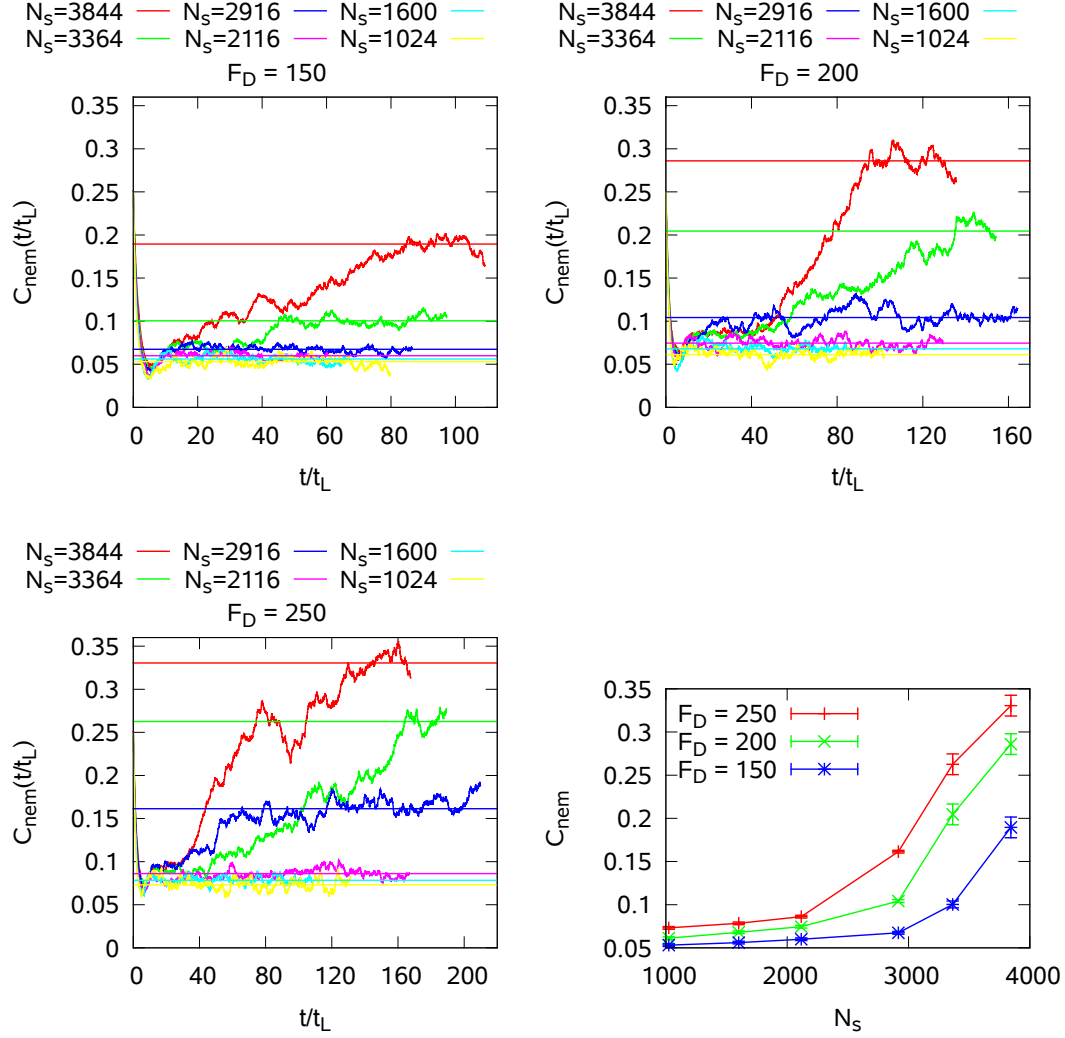 N_s=3844 N_s=2916 N_s=1600
N_s=3364 N_s=2116 N_s=1024
F_D = 150
C_nem(t/t_L)
0.35
0.3
0.25
0.2
0.15
0.1
0.05
0
0 20 40 60 80 100
t/t_L
N_s=3844 N_s=2916 N_s=1600
N_s=3364 N_s=2116 N_s=1024
F_D = 200
C_nem(t/t_L)
0.35
0.3
0.25
0.2
0.15
0.1
0.05
0
0 40 80 120 160
t/t_L
N_s=3844 N_s=2916 N_s=1600
N_s=3364 N_s=2116 N_s=1024
F_D = 250
C_nem(t/t_L)
0.35
0.3
0.25
0.2
0.15
0.1
0.05
0
0 40 80 120 160 200
t/t_L
C_nem
0.35
0.3
0.25
0.2
0.15
0.1
0.05
F_D = 250
F_D = 200
F_D = 150
1000 2000 3000 4000
N_s